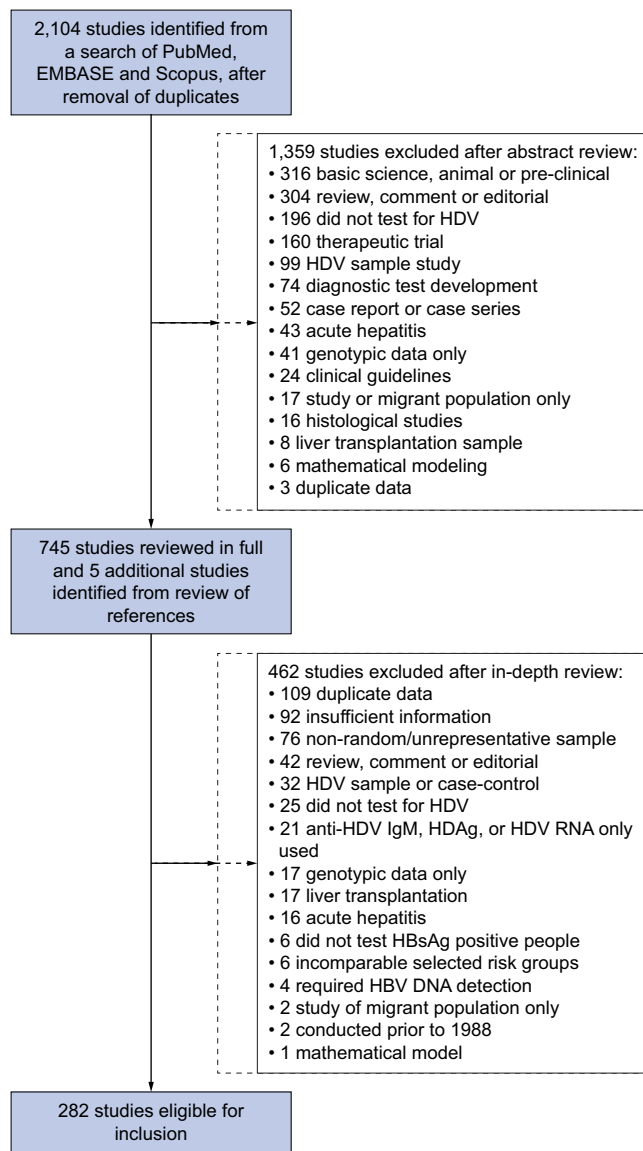 2,104 studies identified from
a search of PubMed,
EMBASE and Scopus, after
removal of duplicates
1,359 studies excluded after abstract review:
• 316 basic science, animal or pre-clinical
• 304 review, comment or editorial
• 196 did not test for HDV
• 160 therapeutic trial
• 99 HDV sample study
• 74 diagnostic test development
• 52 case report or case series
• 43 acute hepatitis
• 41 genotypic data only
• 24 clinical guidelines
• 17 study or migrant population only
• 16 histological studies
• 8 liver transplantation sample
• 6 mathematical modeling
• 3 duplicate data
745 studies reviewed in full
and 5 additional studies
identified from review of
references
462 studies excluded after in-depth review:
• 109 duplicate data
• 92 insufficient information
• 76 non-random/unrepresentative sample
• 42 review, comment or editorial
• 32 HDV sample or case-control
• 25 did not test for HDV
• 21 anti-HDV IgM, HDAg, or HDV RNA only
used
• 17 genotypic data only
• 17 liver transplantation
• 16 acute hepatitis
• 6 did not test HBsAg positive people
• 6 incomparable selected risk groups
• 4 required HBV DNA detection
• 2 study of migrant population only
• 2 conducted prior to 1988
• 1 mathematical model
282 studies eligible for
inclusion